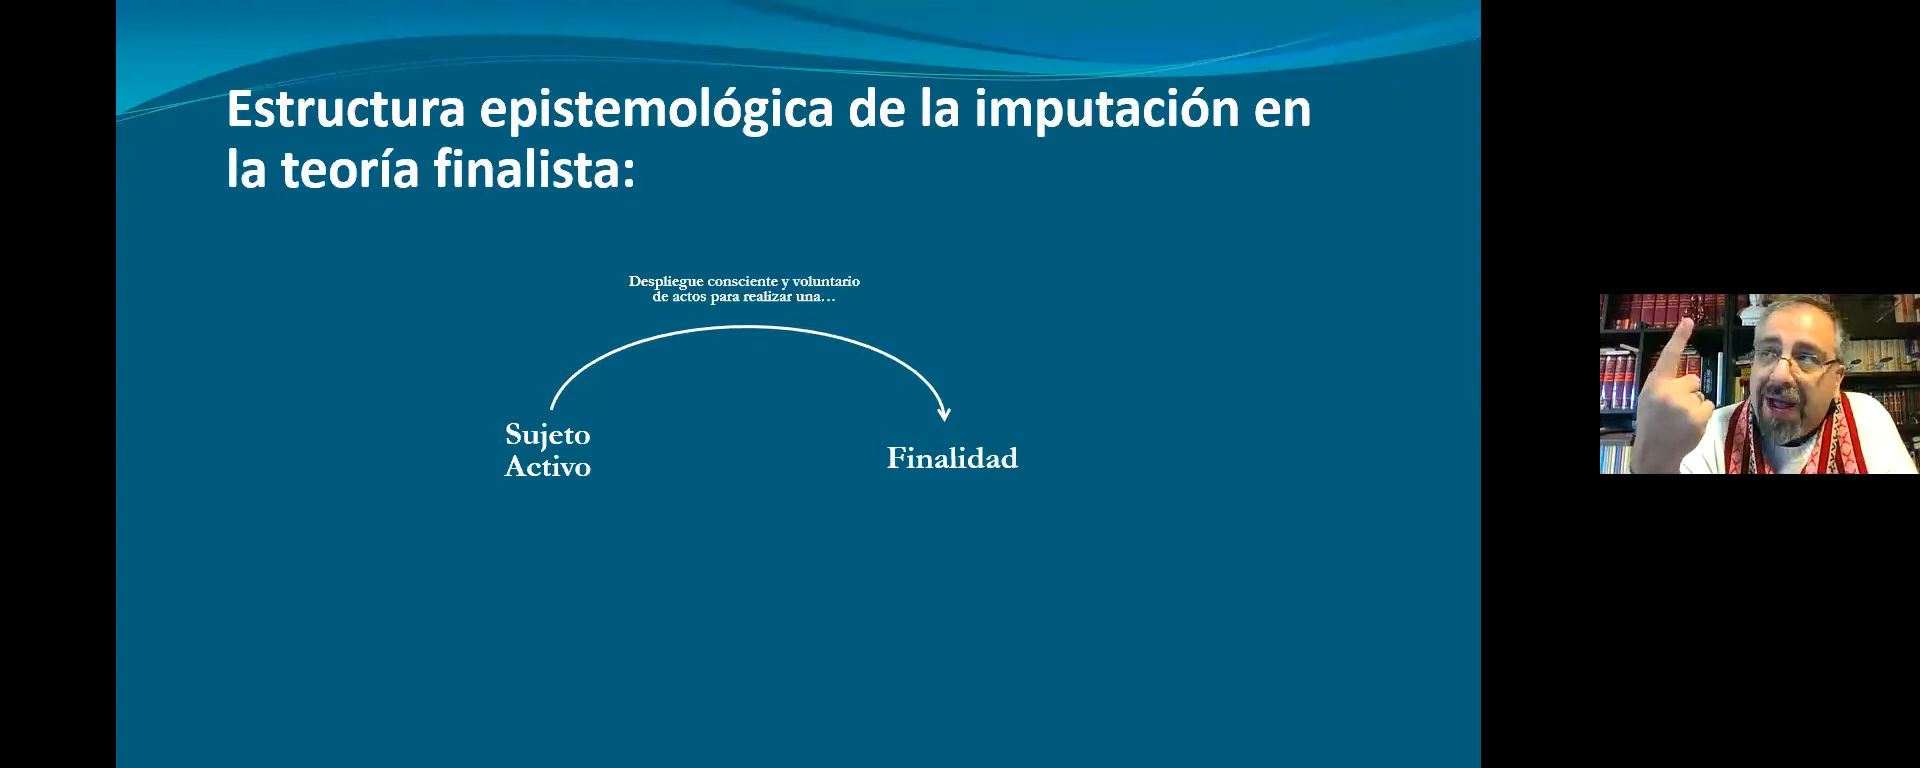 Estructura epistemológica de la imputación en
la teoría finalista:
Despliegue consciente y voluntario
de actos para realizar una…
Sujeto
Activo
Finalidad